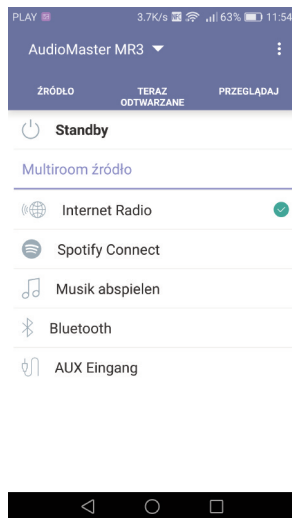 PLAY 3.7K/s 63% 11:54
AudioMaster MR3
ŹRÓDŁO
TERAZ
ODTWARZANE
PRZEGLĄDAJ
Standby
Multiroom źródło
Internet Radio
Spotify Connect
Musik abspielen
Bluetooth
AUX Eingang